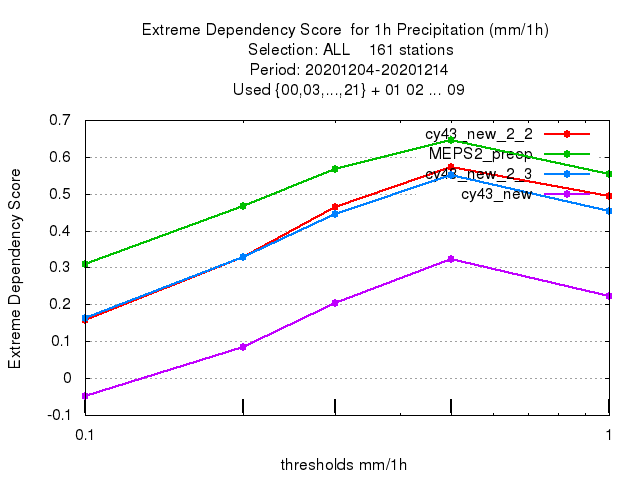 Extreme Dependency Score for 1h Precipitation (mm/1h)
Selection: ALL 161 stations
Period: 20201204-20201214
Used {00,03,...,21} + 01 02 ... 09
cy43_new_2_2
MEPS2_preop
cy43_new_2_3
cy43_new
Extreme Dependency Score
0.7
0.6
0.5
0.4
0.3
0.2
0.1
0
-0.1
0.1
1
thresholds mm/1h